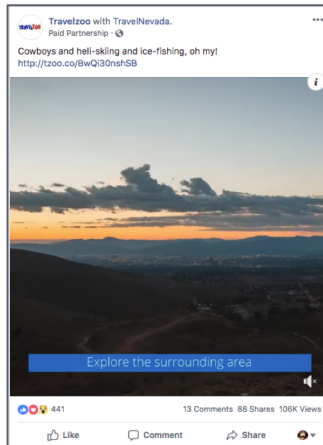 Travelzoo with TravelNevada.
Paid Partnership ·
Cowboys and heli-skiing and ice-fishing, oh my!
http://tzoo.co/BwQi30nshSB
Explore the surrounding area
441
13 Comments 88 Shares 106K Views
Like Comment Share